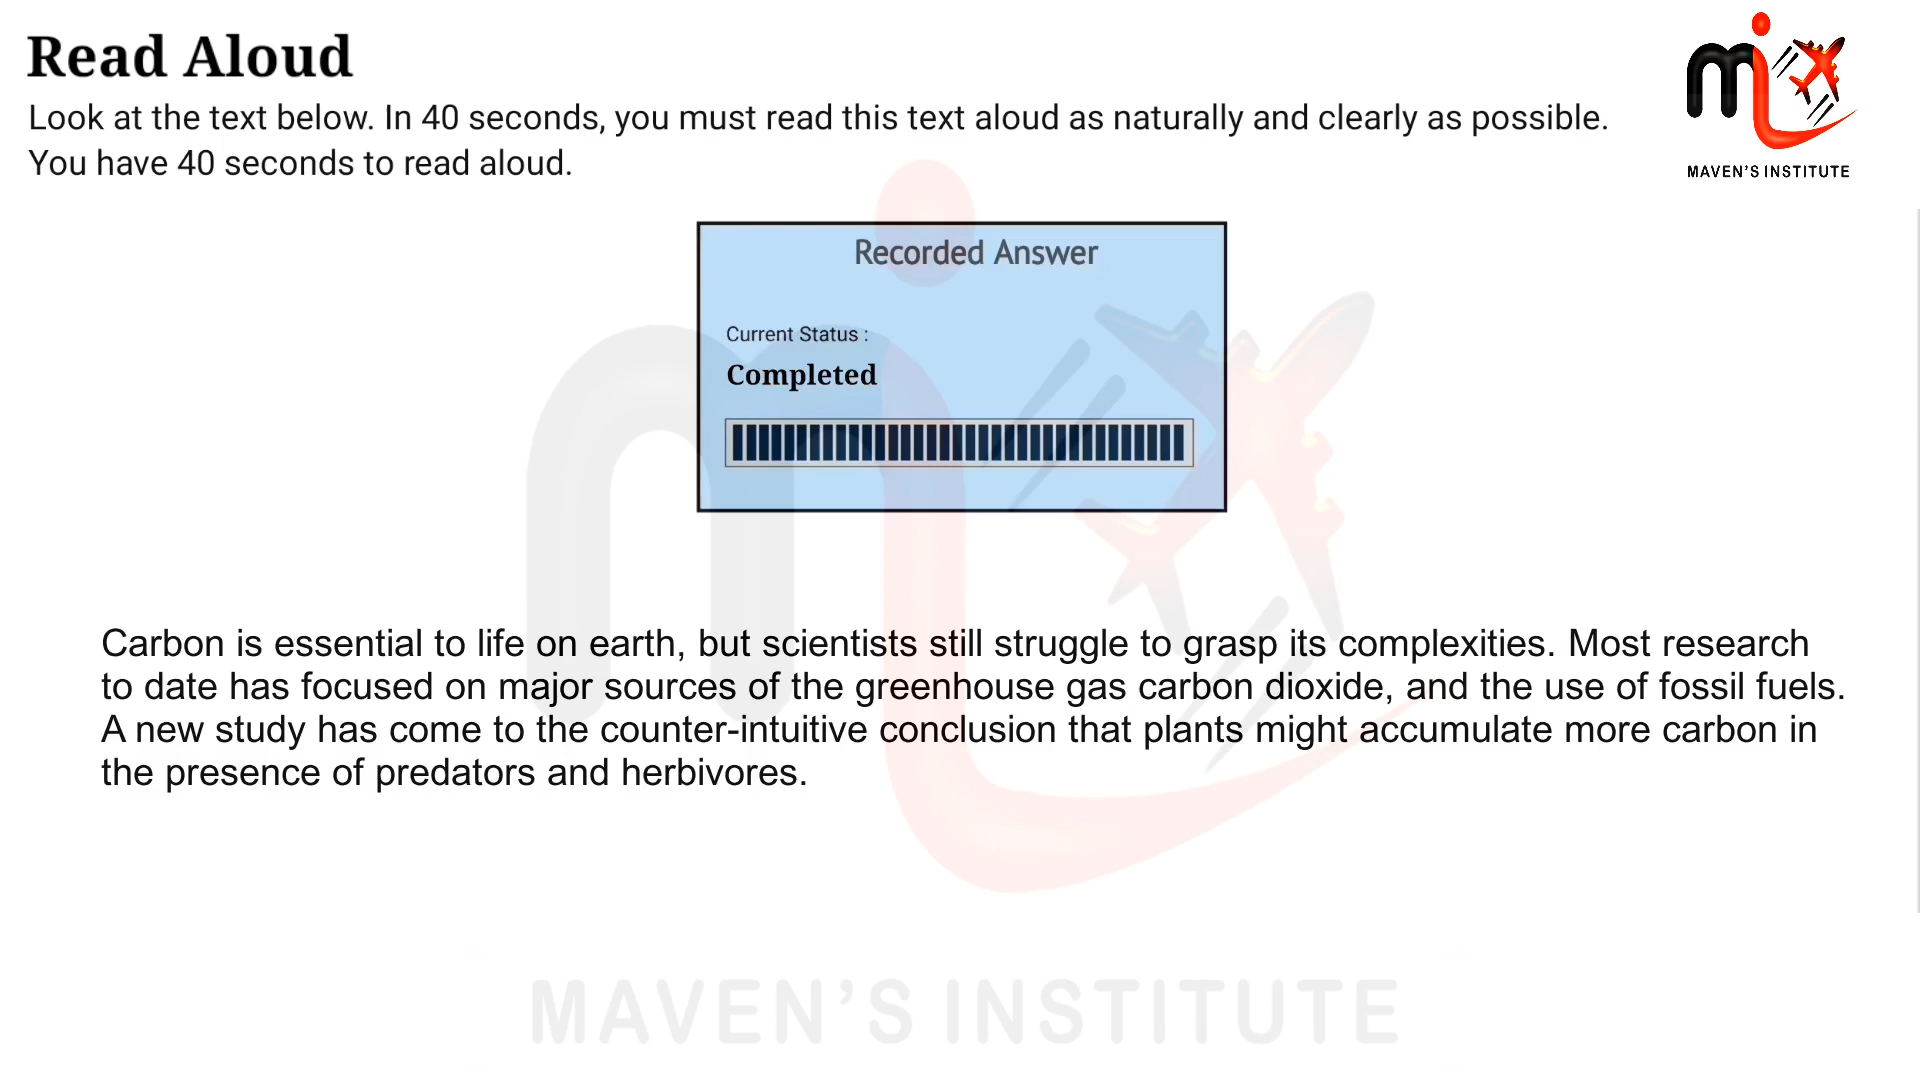 Read Aloud
Look at the text below. In 40 seconds, you must read this text aloud as naturally and clearly as possible.
You have 40 seconds to read aloud.
mi
MAVEN'S INSTITUTE
Recorded Answer
Current Status :
Completed
Carbon is essential to life on earth, but scientists still struggle to grasp its complexities. Most research
to date has focused on major sources of the greenhouse gas carbon dioxide, and the use of fossil fuels.
A new study has come to the counter-intuitive conclusion that plants might accumulate more carbon in
the presence of predators and herbivores.
mi
MAVEN'S INSTITUTE